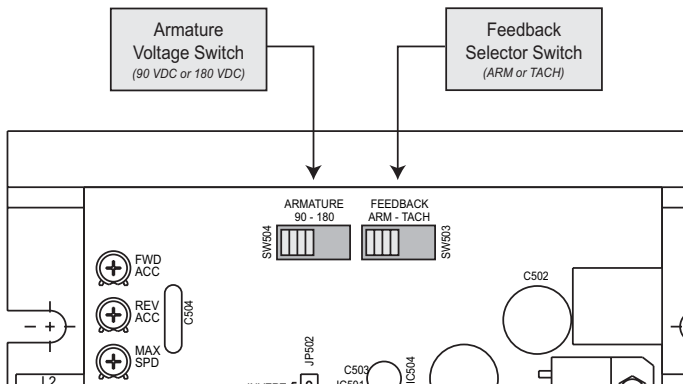 Armature
Voltage Switch
(90 VDC or 180 VDC)
Feedback
Selector Switch
(ARM or TACH)
ARMATURE
90 - 180
FEEDBACK
ARM - TACH
SW504
SW503
FWD
ACC
REV
ACC
C504
MAX
SPD
C502
JP502
C503
IC504
L2